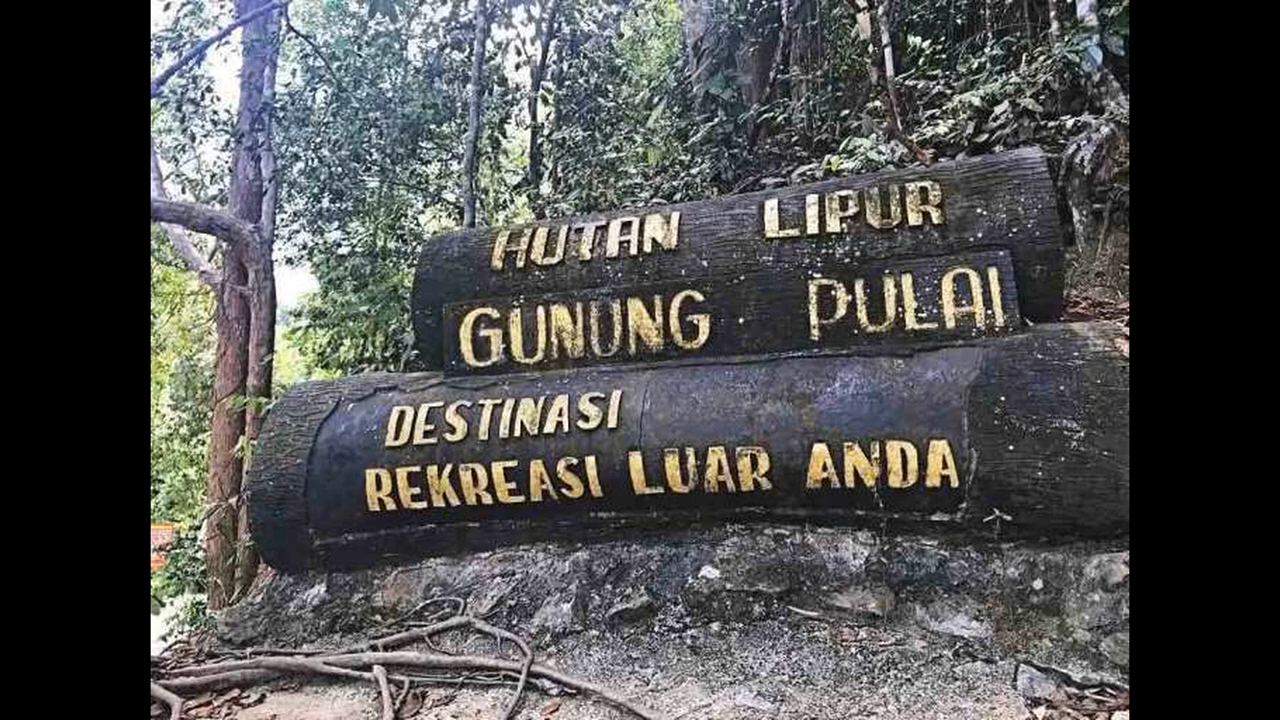 HUTAN LIPUR
GUNUNG PULAI
DESTINASI
REKREASI LUAR ANDA